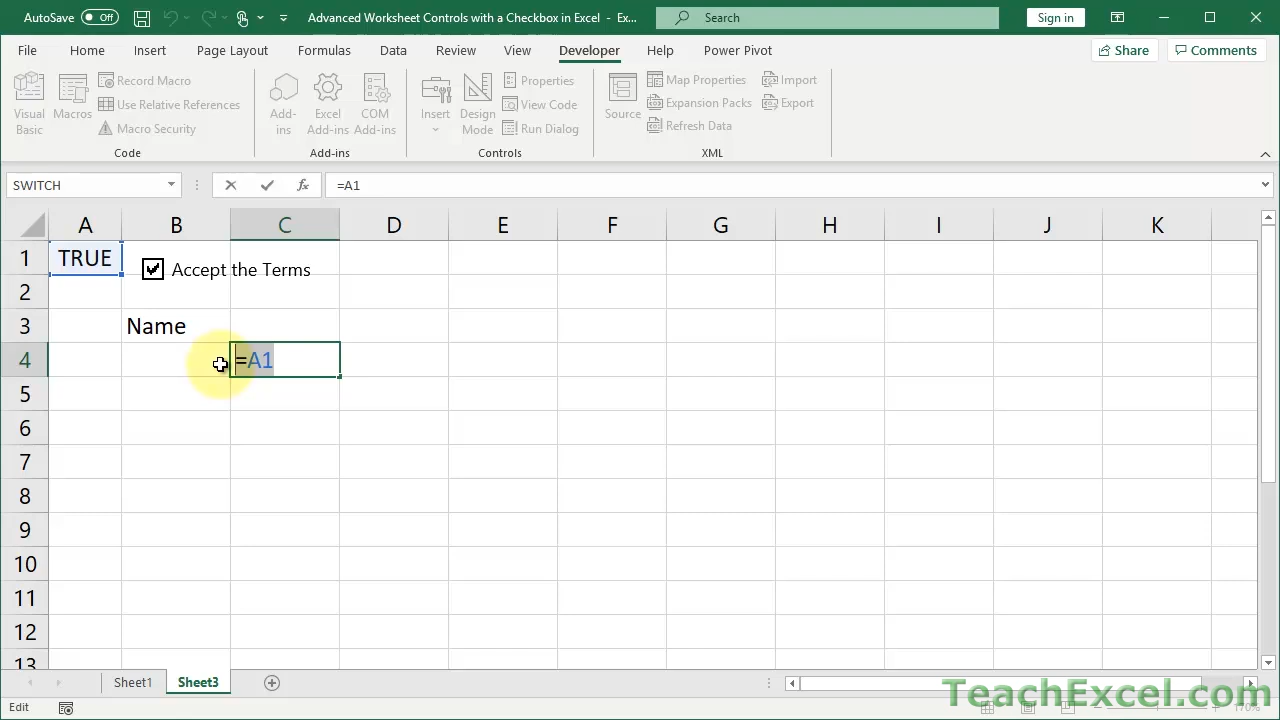 AutoSave Off Advanced Worksheet Controls with a Checkbox in Excel - Ex... Search Sign in
File Home Insert Page Layout Formulas Data Review View Developer Help Power Pivot Share Comments
Visual Basic
Macros
Record Macro
Use Relative References
Macro Security
Code
Add-ins
Excel Add-ins
COM Add-ins
Add-ins
Insert
Design Mode
Properties
View Code
Run Dialog
Controls
Source
Map Properties
Expansion Packs
Refresh Data
Import
Export
XML
SWITCH fx =A1
A B C D E F G H I J K
1 TRUE Accept the Terms
2
3 Name
4 =A1
5
6
7
8
9
10
11
12
13
Sheet1 Sheet3
TeachExcel.com
Edit 170%